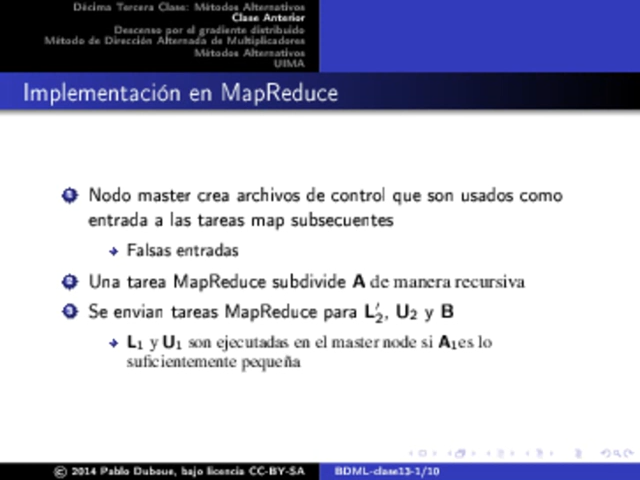 Décima Tercera Clase: Métodos Alternativos
Clase Anterior
Descenso por el gradiente distribuido
Método de Dirección Alternada de Multiplicadores
Métodos Alternativos
UIMA
Implementación en MapReduce
1 Nodo master crea archivos de control que son usados como
entrada a las tareas map subsecuentes
Falsas entradas
2 Una tarea MapReduce subdivide A de manera recursiva
3 Se envian tareas MapReduce para L′₂, U₂ y B
L₁ y U₁ son ejecutadas en el master node si A₁es lo
suficientemente pequeña
© 2014 Pablo Duboue, bajo licencia CC-BY-SA BDML-clase13-1/10